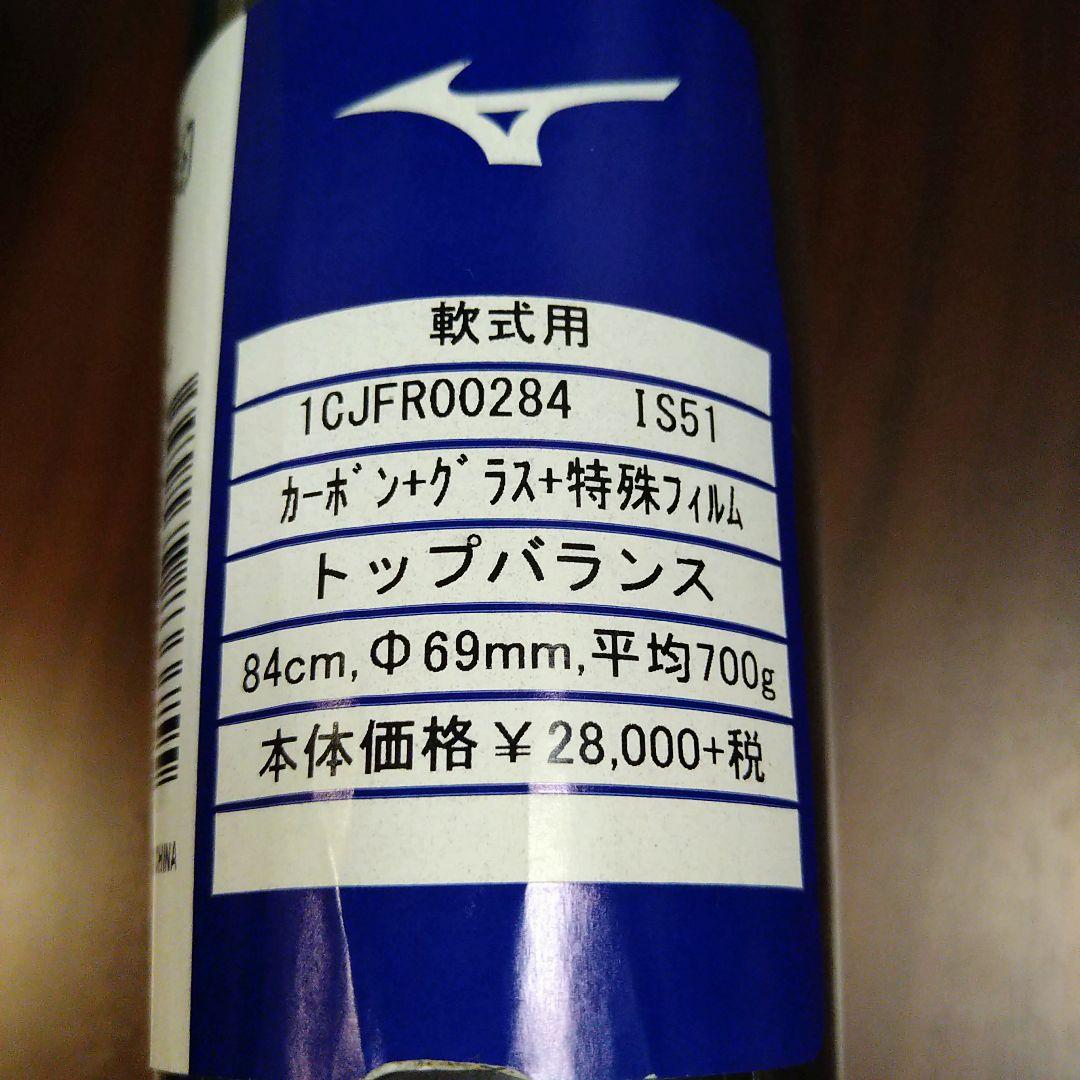 軟式用
1CJFR00284 IS51
カーボン+グラス+特殊フィルム
トップバランス
84cm,Φ69mm,平均700g
本体価格￥28,000+税
CHINA